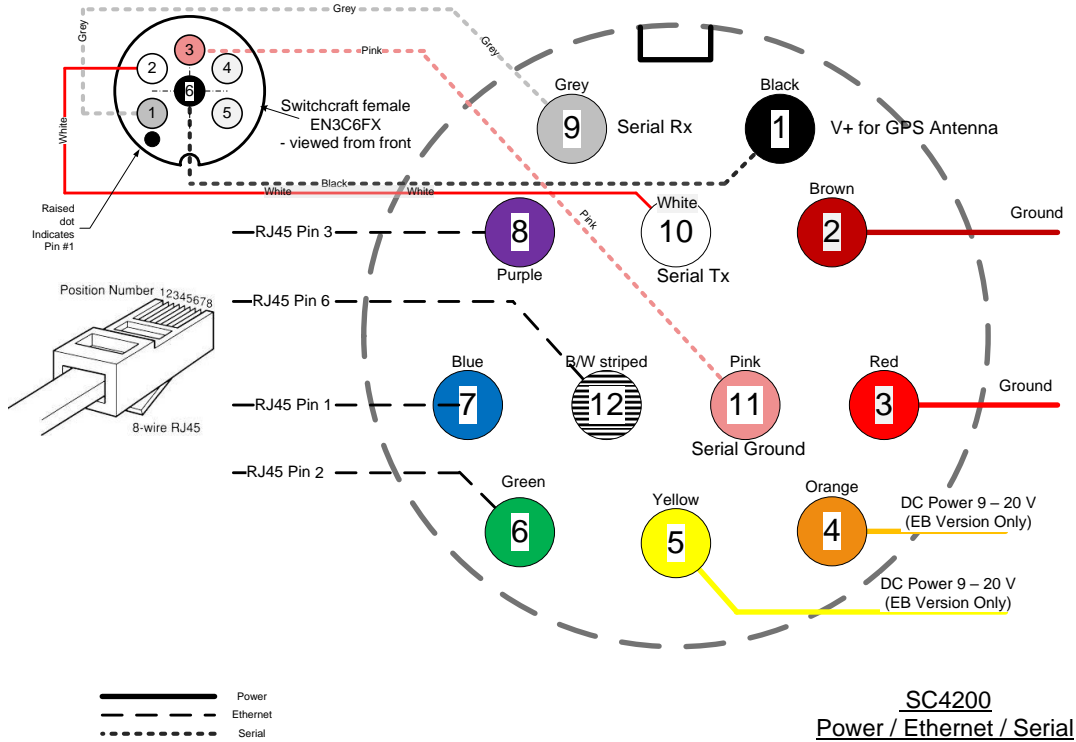 Grey
Pink
Grey
3
2
4
6
1
5
Switchcraft female
EN3C6FX
- viewed from front
White
Raised
dot
Indicates
Pin #1
Black
White
White
Pink
Grey
9
Serial Rx
Black
1
V+ for GPS Antenna
White
10
Serial Tx
Brown
2
Ground
RJ45 Pin 3
8
Purple
RJ45 Pin 6
Position Number 12345678
8-wire RJ45
Blue
7
RJ45 Pin 1
B/W striped
12
Pink
11
Serial Ground
Red
3
Ground
RJ45 Pin 2
Green
6
Yellow
5
Orange
4
DC Power 9 – 20 V
(EB Version Only)
DC Power 9 – 20 V
(EB Version Only)
Power
Ethernet
Serial
SC4200
Power / Ethernet / Serial